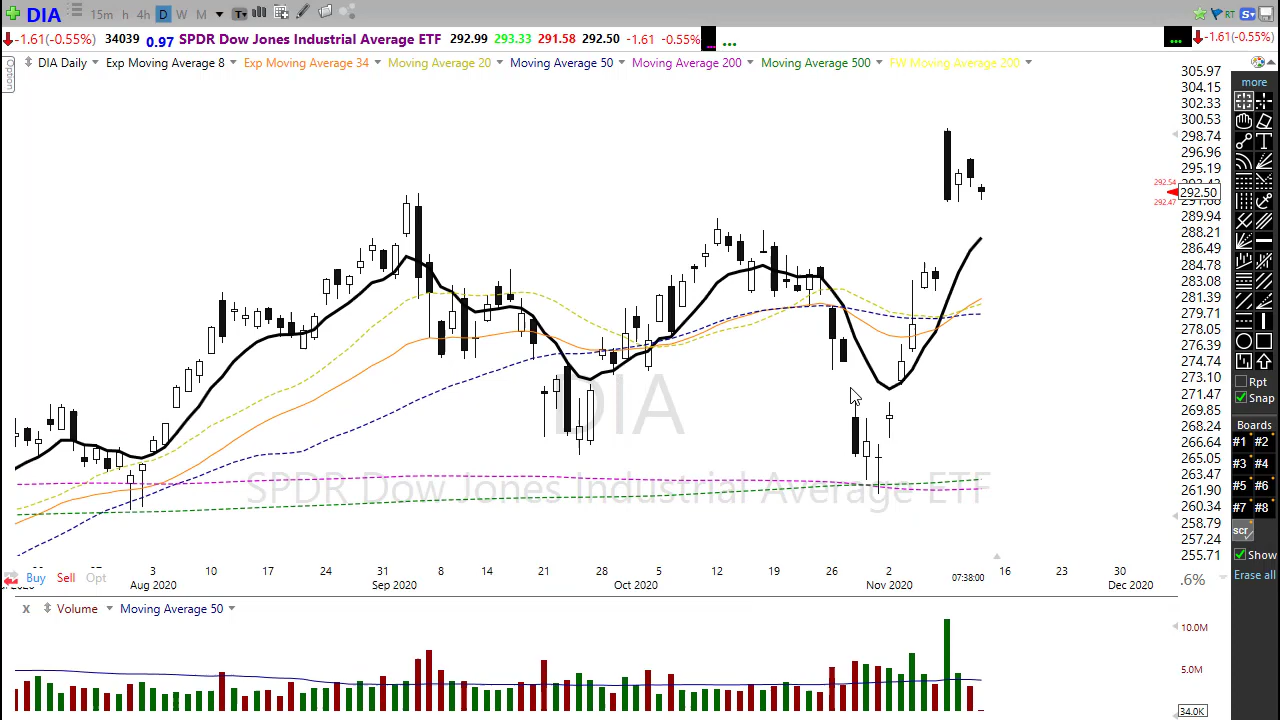 DIA 15m h 4h D W M T RT S
-1.61(-0.55%) 34039 0.97 SPDR Dow Jones Industrial Average ETF 292.99 293.33 291.58 292.50 -1.61 -0.55% ... ... ... -1.61(-0.55%)
Option
DIA Daily Exp Moving Average 8 Exp Moving Average 34 Moving Average 20 Moving Average 50 Moving Average 200 Moving Average 500 FW Moving Average 200
305.97
304.15
302.33
300.53
298.74
296.96
295.19
292.54
292.50
292.47
289.94
288.21
286.49
284.78
283.08
281.39
279.71
278.05
276.39
274.74
273.10
271.47
269.85
268.24
266.64
265.05
263.47
261.90
260.34
258.79
257.24
255.71
DIA
SPDR Dow Jones Industrial Average ETF
more
T
Rpt
Snap
Boards
#1 #2
#3 #4
#5 #6
#7 #8
scr
Show
Erase all
3 10 17 24 31 8 14 21 28 5 12 19 26 2 07:38:00 16 23 30
Aug 2020 Sep 2020 Oct 2020 Nov 2020 Dec 2020
Buy Sell Opt .6%
x Volume Moving Average 50
10.0M
5.0M
34.0K